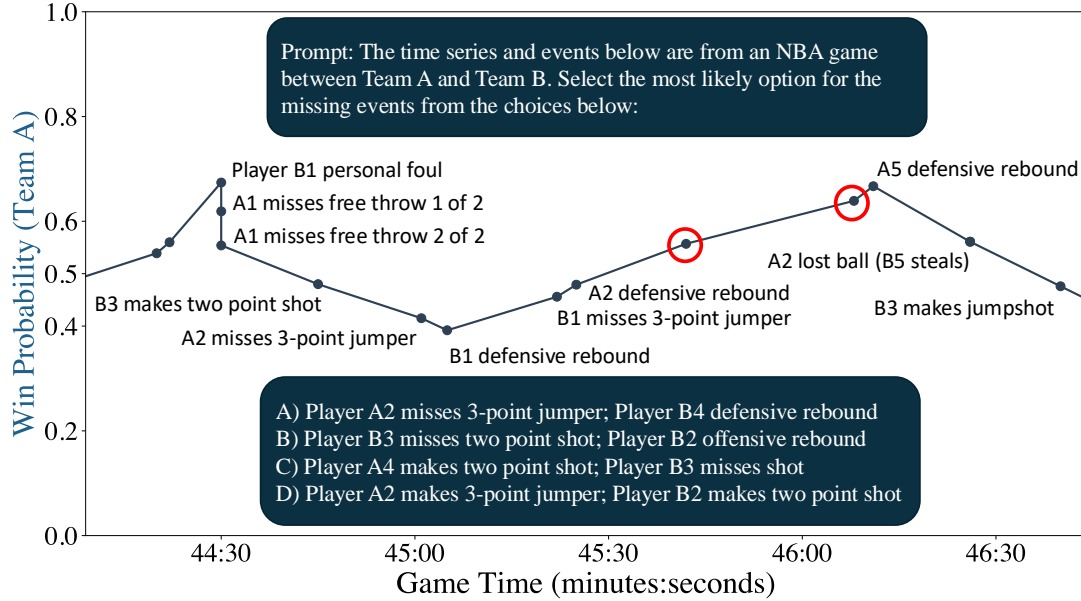 1.0
Prompt: The time series and events below are from an NBA game
between Team A and Team B. Select the most likely option for the
missing events from the choices below:
0.8
Player B1 personal foul
A5 defensive rebound
A1 misses free throw 1 of 2
0.6
A1 misses free throw 2 of 2
A2 lost ball (B5 steals)
0.5
B3 makes two point shot
A2 defensive rebound
B3 makes jumpshot
B1 misses 3-point jumper
A2 misses 3-point jumper
0.4
B1 defensive rebound
A) Player A2 misses 3-point jumper; Player B4 defensive rebound
B) Player B3 misses two point shot; Player B2 offensive rebound
0.2
C) Player A4 makes two point shot; Player B3 misses shot
D) Player A2 makes 3-point jumper; Player B2 makes two point shot
0.0
Win Probability (Team A)
44:30
45:00
45:30
46:00
46:30
Game Time (minutes:seconds)